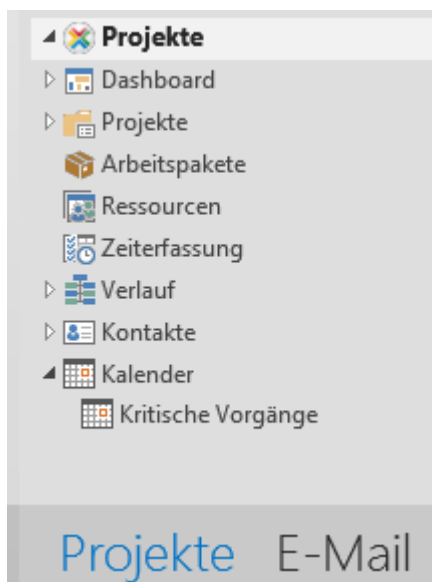 Projekte
Dashboard
Projekte
Arbeitspakete
Ressourcen
Zeiterfassung
Verlauf
Kontakte
Kalender
Kritische Vorgänge
Projekte E-Mail